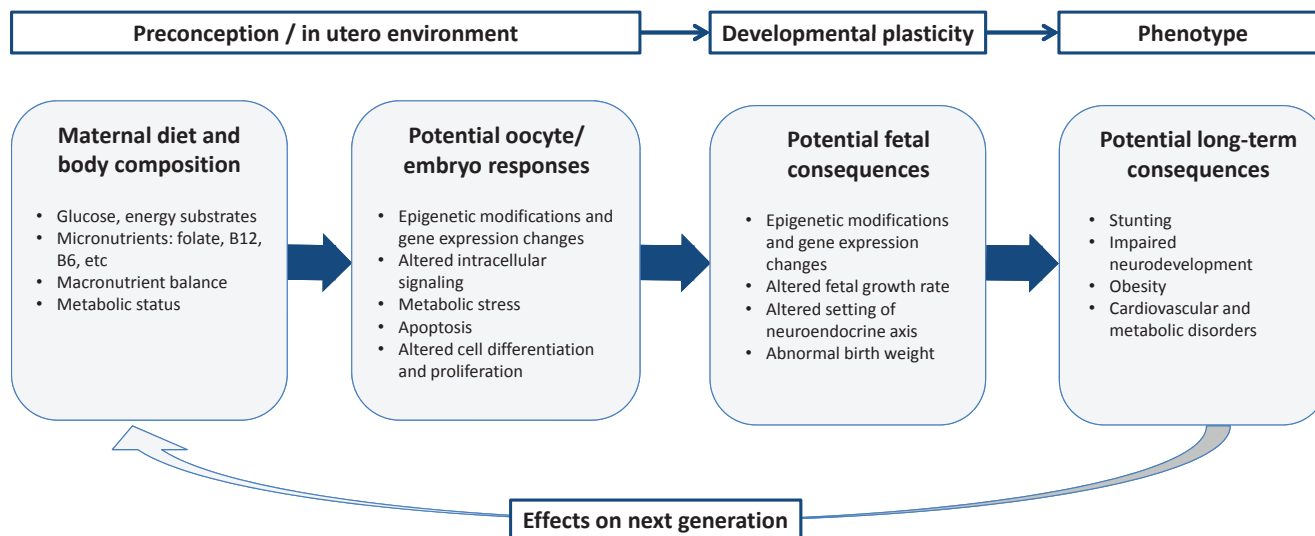 Preconception / in utero environment
Developmental plasticity
Phenotype
Maternal diet and
body composition
• Glucose, energy substrates
• Micronutrients: folate, B12,
B6, etc
• Macronutrient balance
• Metabolic status
Potential oocyte/
embryo responses
• Epigenetic modifications and
gene expression changes
• Altered intracellular
signaling
• Metabolic stress
• Apoptosis
• Altered cell differentiation
and proliferation
Potential fetal
consequences
• Epigenetic modifications
and gene expression
changes
• Altered fetal growth rate
• Altered setting of
neuroendocrine axis
• Abnormal birth weight
Potential long-term
consequences
• Stunting
• Impaired
neurodevelopment
• Obesity
• Cardiovascular and
metabolic disorders
Effects on next generation